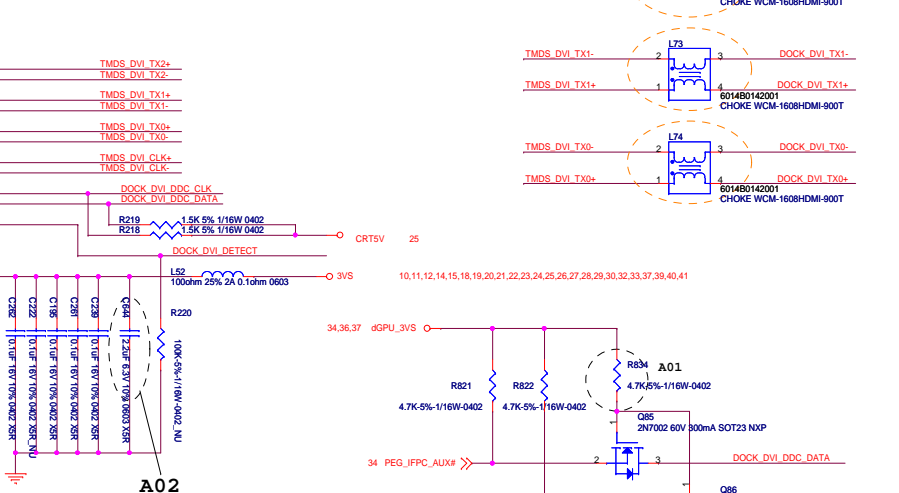 CHOKE WCM-1608HDMI-900T
L73
TMDS_DVI_TX1- 2 3 DOCK_DVI_TX1-
TMDS_DVI_TX1+ 1 4 DOCK_DVI_TX1+
6014B0142001
CHOKE WCM-1608HDMI-900T
TMDS_DVI_TX2+
TMDS_DVI_TX2-
TMDS_DVI_TX1+
TMDS_DVI_TX1-
TMDS_DVI_TX0+
TMDS_DVI_TX0-
TMDS_DVI_CLK+
TMDS_DVI_CLK-
L74
TMDS_DVI_TX0- 2 3 DOCK_DVI_TX0-
TMDS_DVI_TX0+ 1 4 DOCK_DVI_TX0+
6014B0142001
CHOKE WCM-1608HDMI-900T
DOCK_DVI_DDC_CLK
DOCK_DVI_DDC_DATA
R219 1.5K 5% 1/16W 0402
R218 1.5K 5% 1/16W 0402
CRT5V 25
DOCK_DVI_DETECT
L52
100ohm 25% 2A 0.1ohm 0603
3VS 10,11,12,14,15,18,19,20,21,22,23,24,25,26,27,28,29,30,32,33,37,39,40,41
C222
C195
C261
C239
C644
0.1uF 16V 10% 0402 X5R
0.1uF 16V 10% 0402 X5R_NU
0.1uF 16V 10% 0402 X5R
0.1uF 16V 10% 0402 X5R
0.1uF 16V 10% 0402 X5R
2.2uF 6.3V 10% 0603 X5R
R220
100K-5%-1/16W-0402_NU
A02
34,36,37 dGPU_3VS
R821
4.7K-5%-1/16W-0402
R822
4.7K-5%-1/16W-0402
R834
4.7K-5%-1/16W-0402
A01
Q85
2N7002 60V 300mA SOT23 NXP
1
34 PEG_IFPC_AUX# 2 3 DOCK_DVI_DDC_DATA
1
Q86